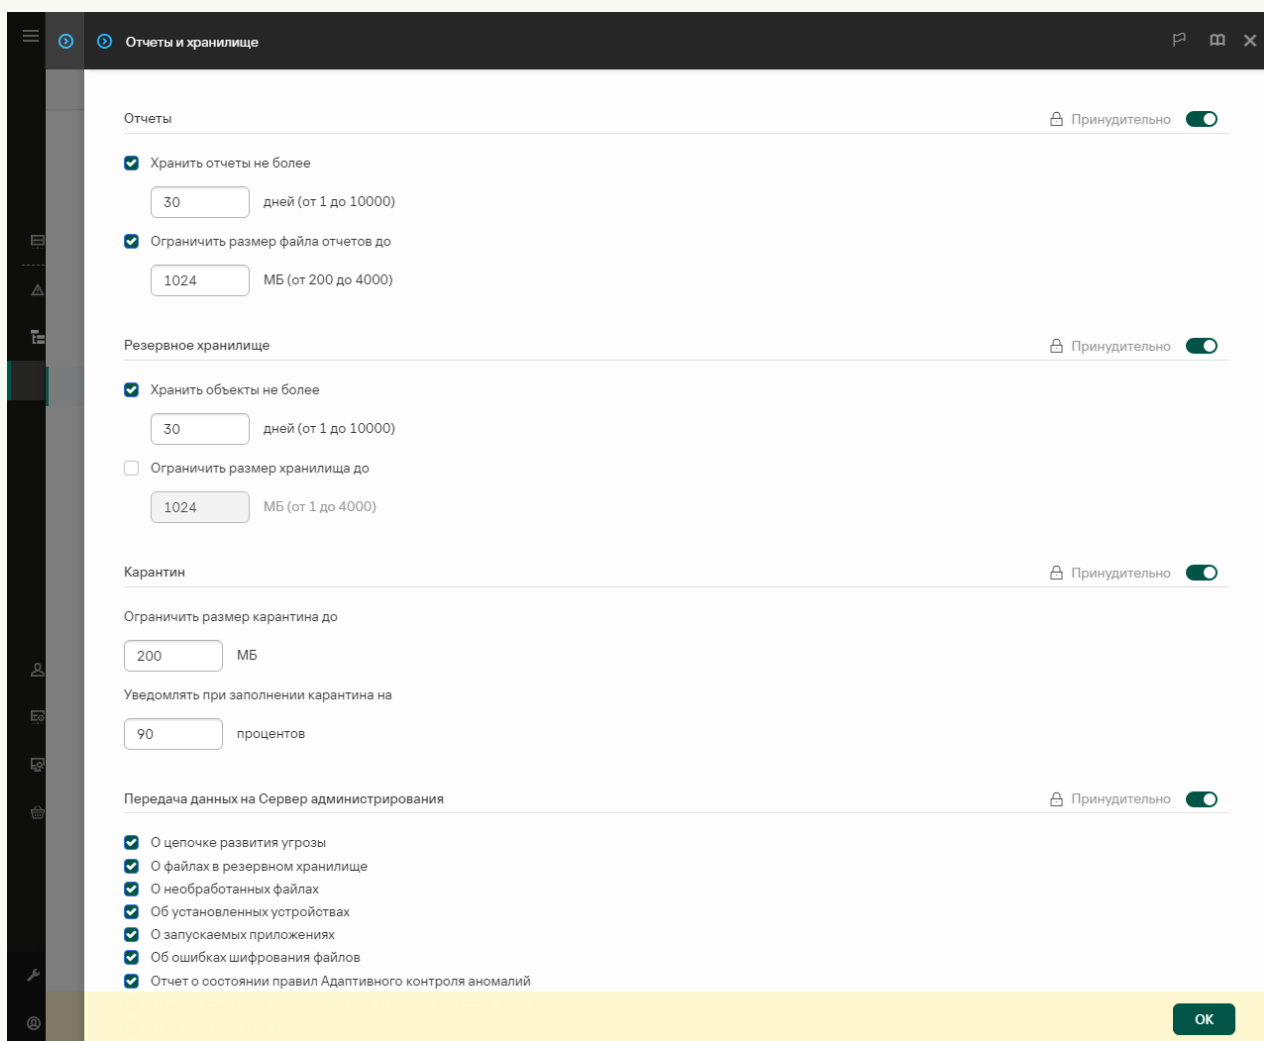 Отчеты и хранилище
Отчеты
Принудительно
Хранить отчеты не более
30 дней (от 1 до 10000)
Ограничить размер файла отчетов до
1024 МБ (от 200 до 4000)
Резервное хранилище
Принудительно
Хранить объекты не более
30 дней (от 1 до 10000)
Ограничить размер хранилища до
1024 МБ (от 1 до 4000)
Карантин
Принудительно
Ограничить размер карантина до
200 МБ
Уведомлять при заполнении карантина на
90 процентов
Передача данных на Сервер администрирования
Принудительно
О цепочке развития угрозы
О файлах в резервном хранилище
О необработанных файлах
Об установленных устройствах
О запускаемых приложениях
Об ошибках шифрования файлов
Отчет о состоянии правил Адаптивного контроля аномалий
ОК